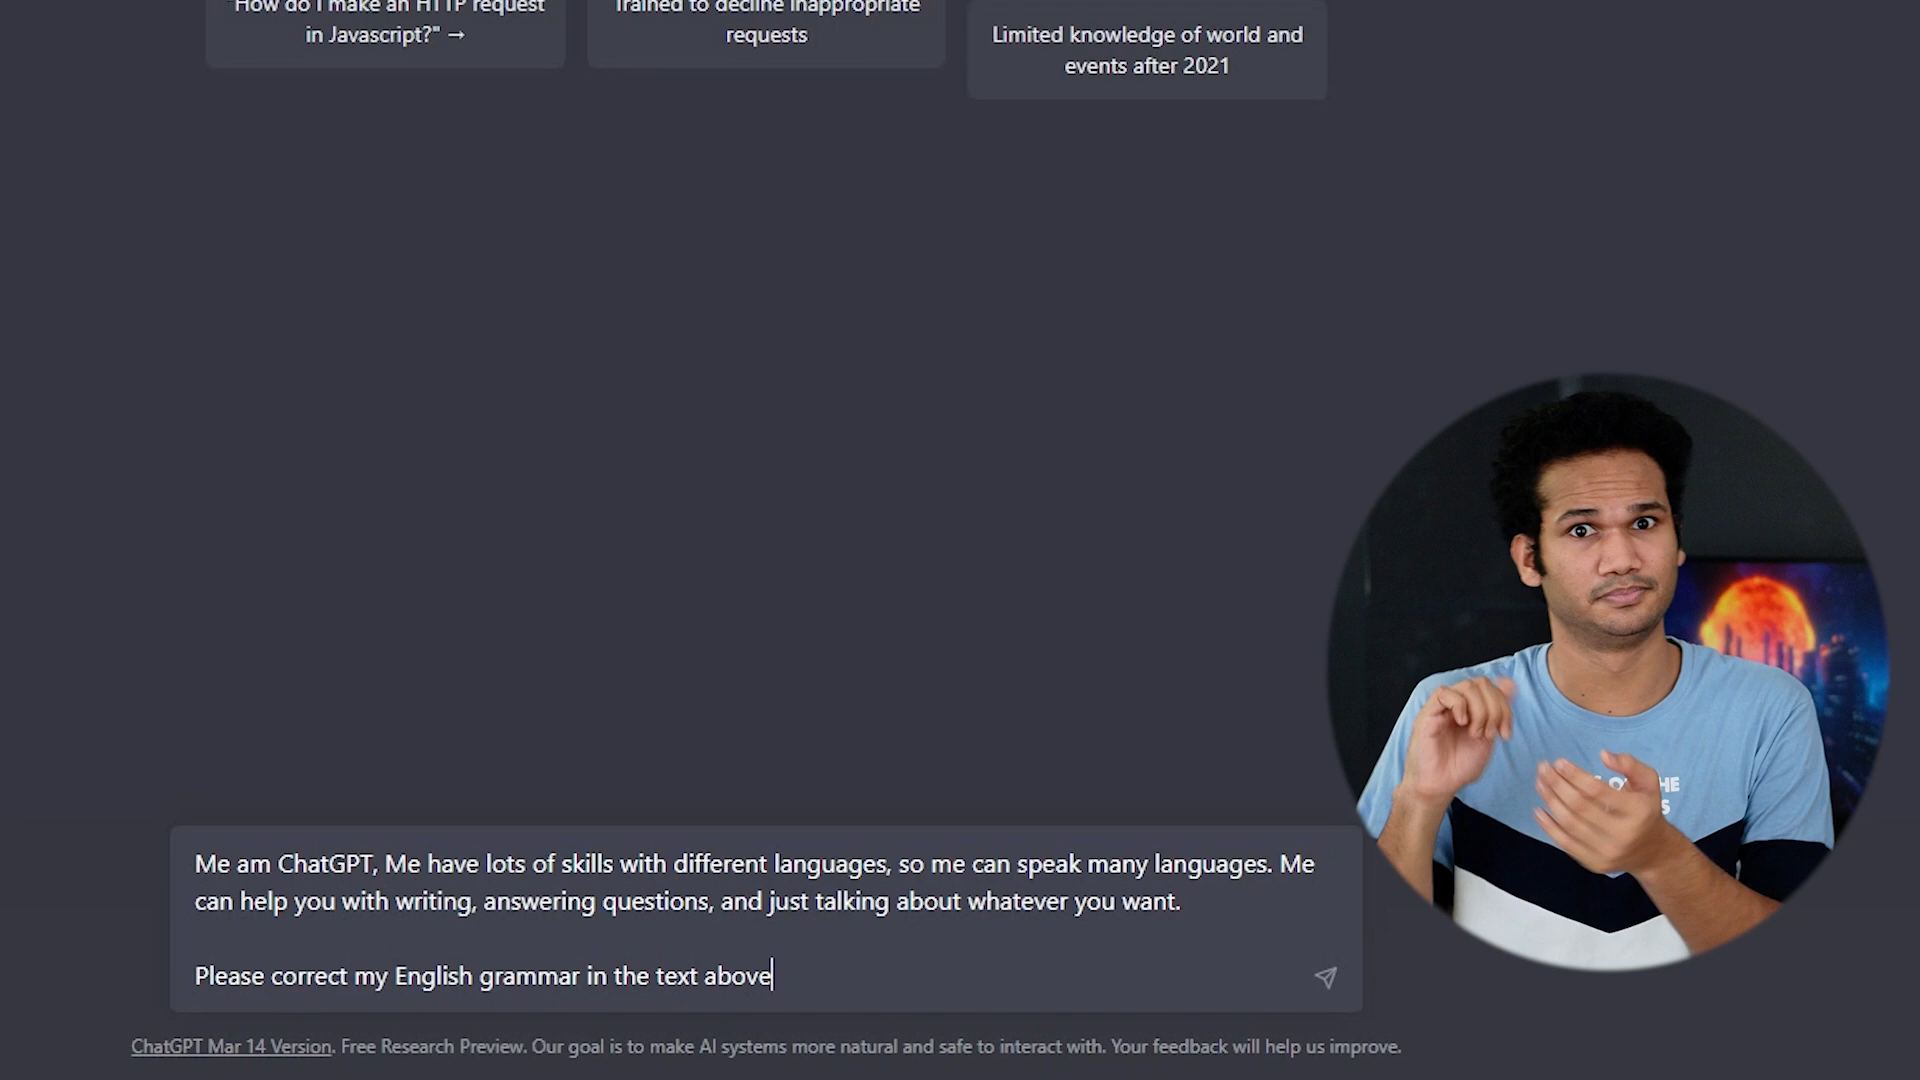 "How do I make an HTTP request
in Javascript?" →
Trained to decline inappropriate
requests
Limited knowledge of world and
events after 2021
Me am ChatGPT, Me have lots of skills with different languages, so me can speak many languages. Me
can help you with writing, answering questions, and just talking about whatever you want.
Please correct my English grammar in the text above
ChatGPT Mar 14 Version. Free Research Preview. Our goal is to make AI systems more natural and safe to interact with. Your feedback will help us improve.